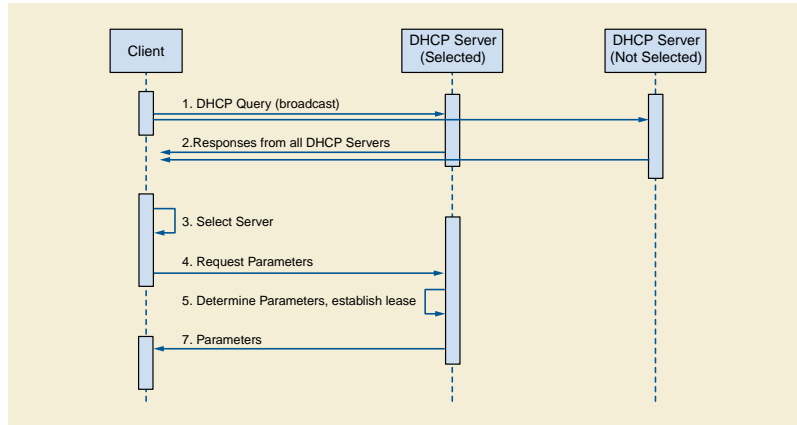 Client
DHCP Server
(Selected)
DHCP Server
(Not Selected)
1. DHCP Query (broadcast)
2.Responses from all DHCP Servers
3. Select Server
4. Request Parameters
5. Determine Parameters, establish lease
7. Parameters